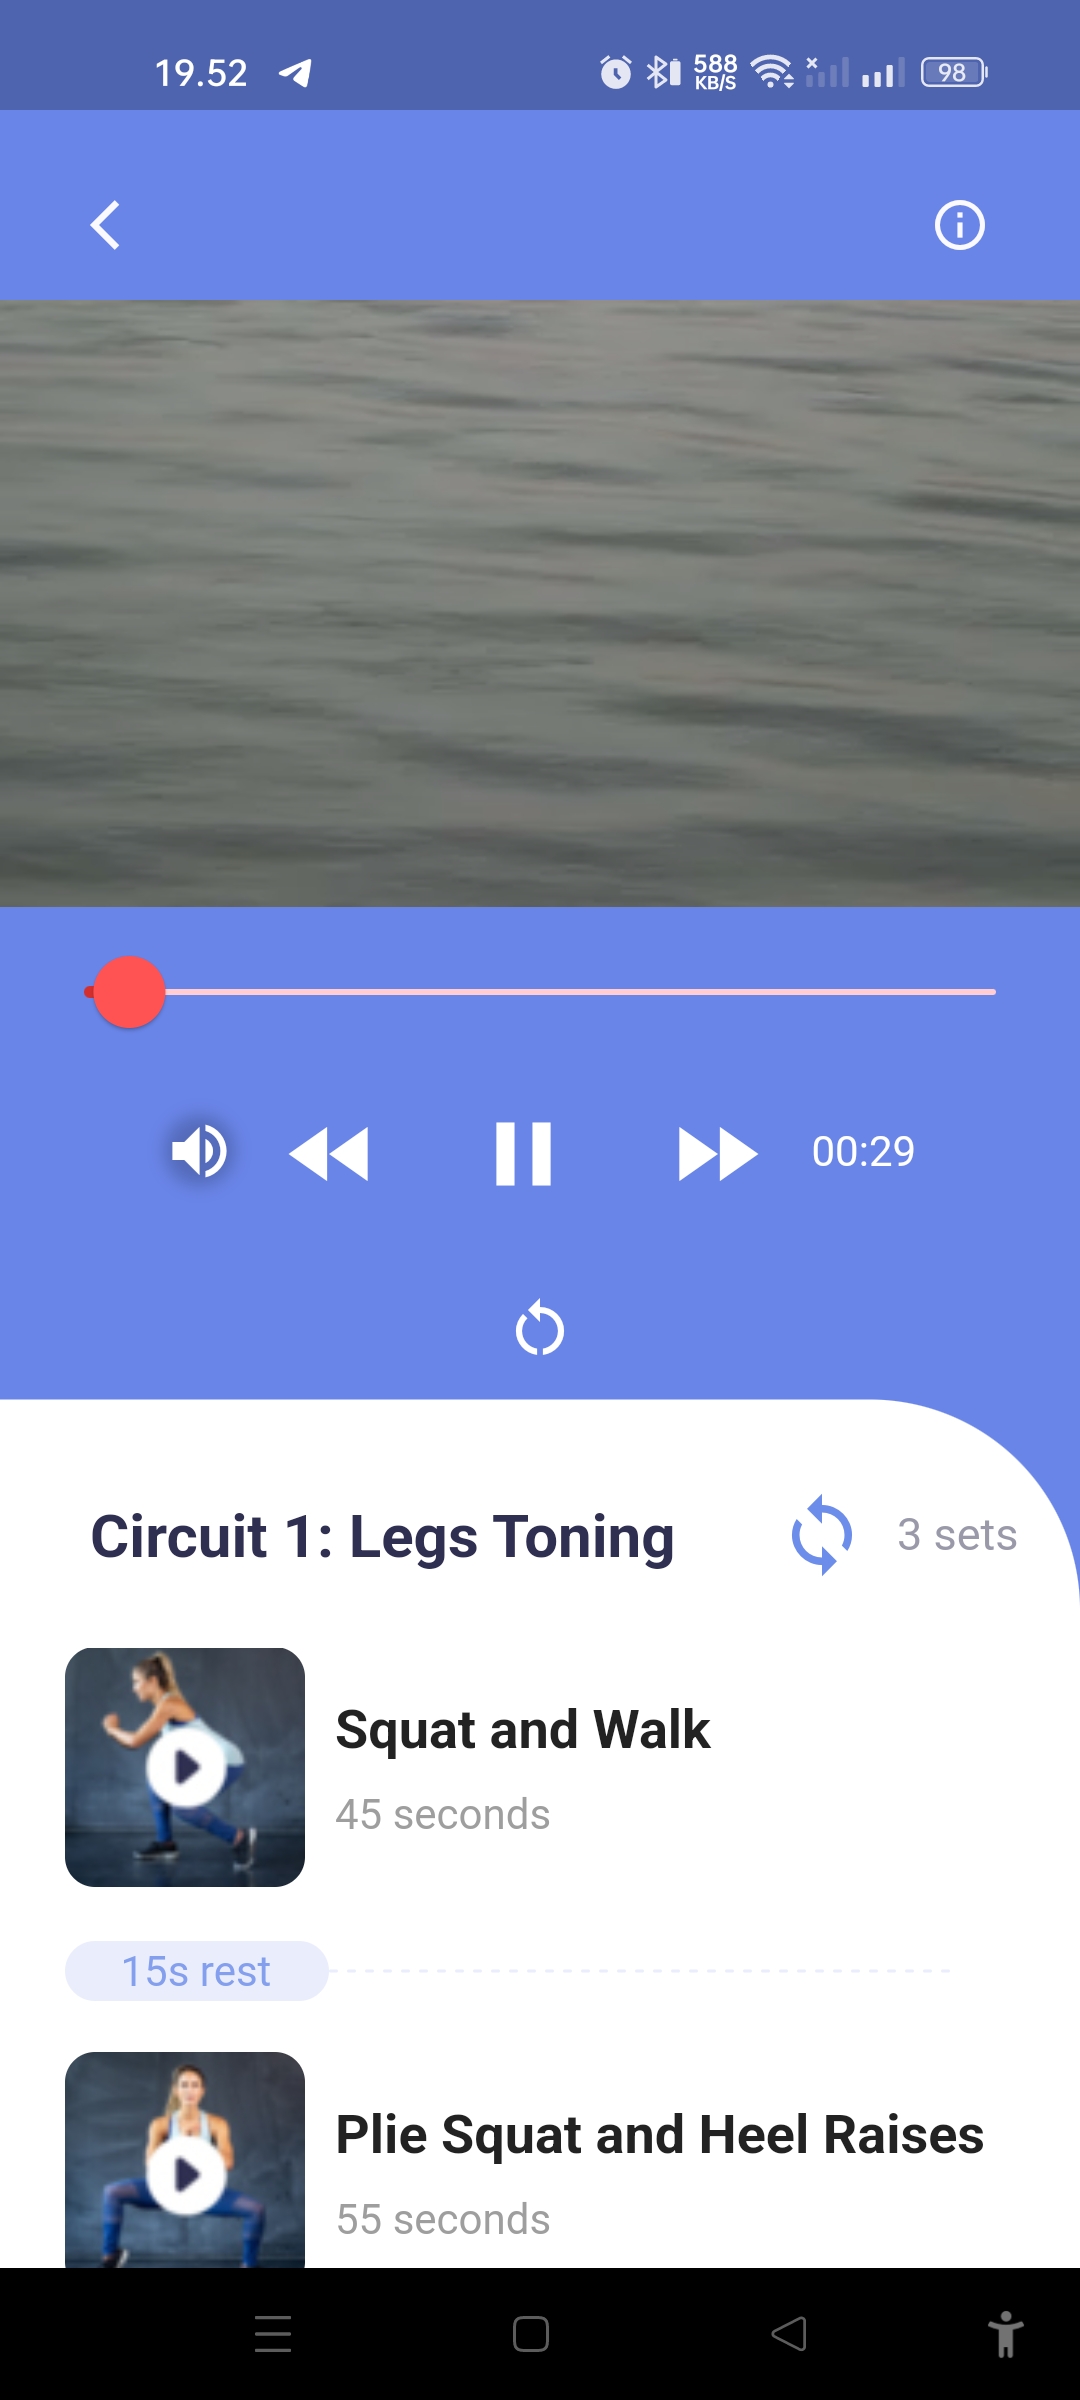 19.52
588
KB/S
98
00:29
Circuit 1: Legs Toning
3 sets
Squat and Walk
45 seconds
15s rest
Plie Squat and Heel Raises
55 seconds